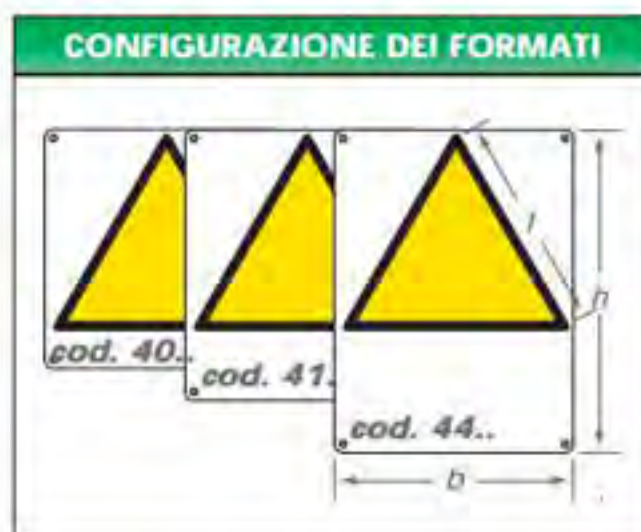 CONFIGURAZIONE DEI FORMATI
l
h
cod. 40..
cod. 41.
cod. 44..
b